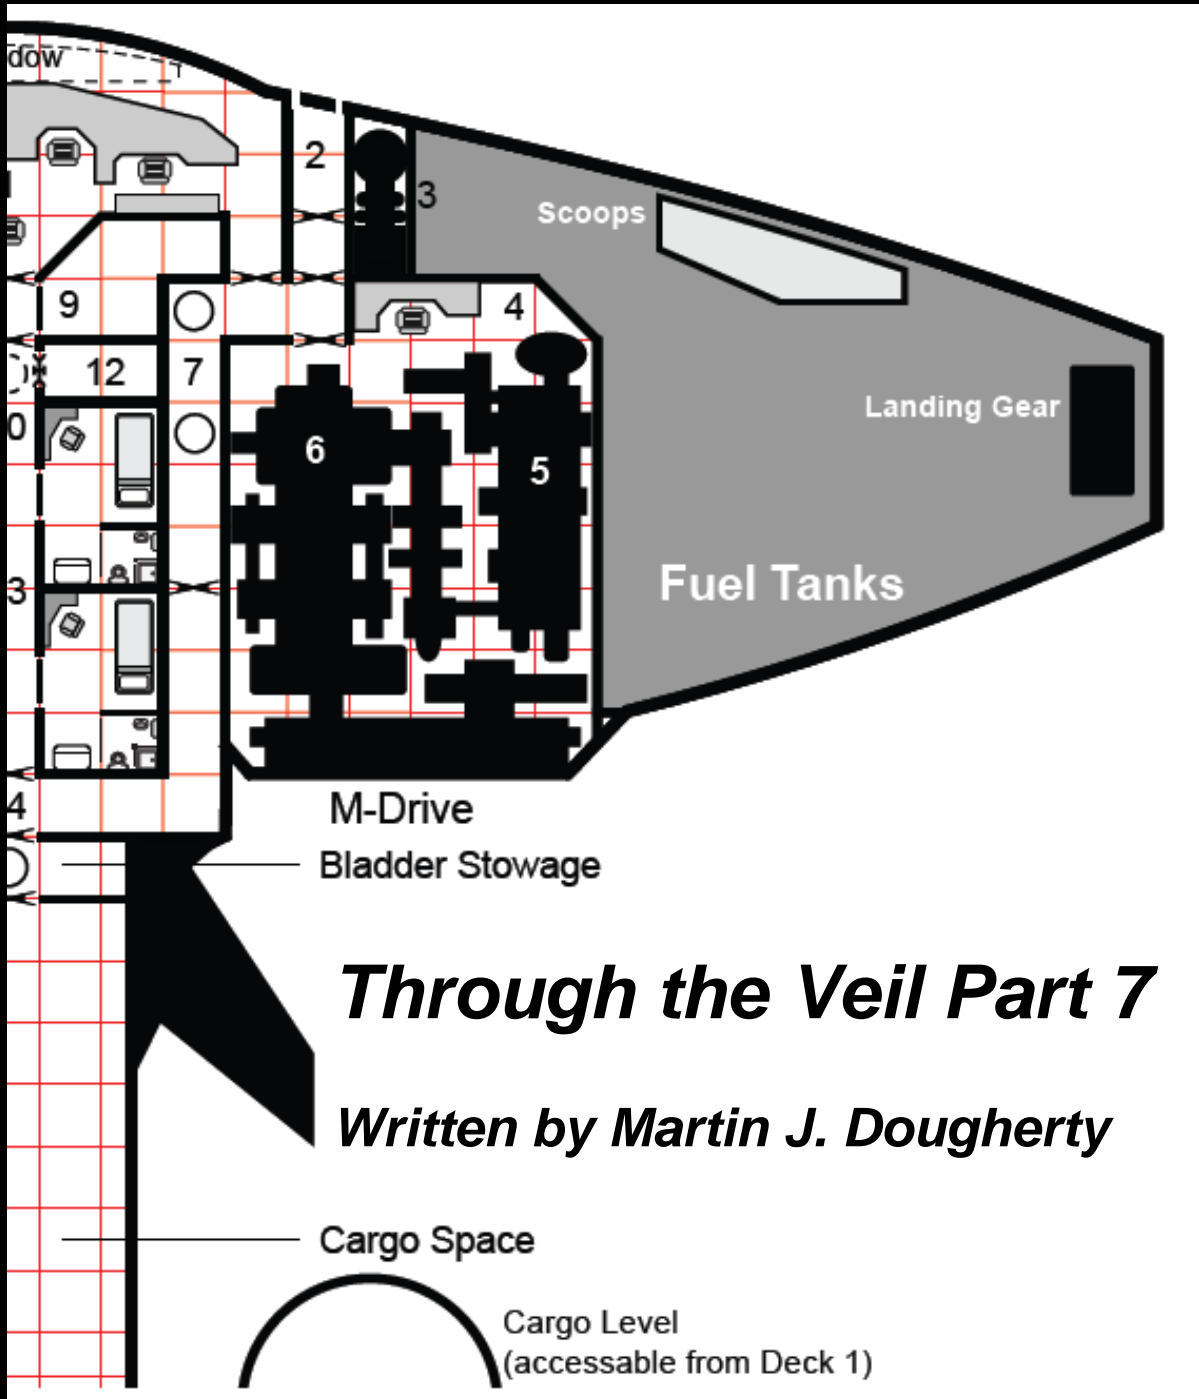 dow
2
3
Scoops
9
4
12
7
Landing Gear
0
6
5
Fuel Tanks
3
4
M-Drive
Bladder Stowage
Through the Veil Part 7
Written by Martin J. Dougherty
Cargo Space
Cargo Level
(accessable from Deck 1)